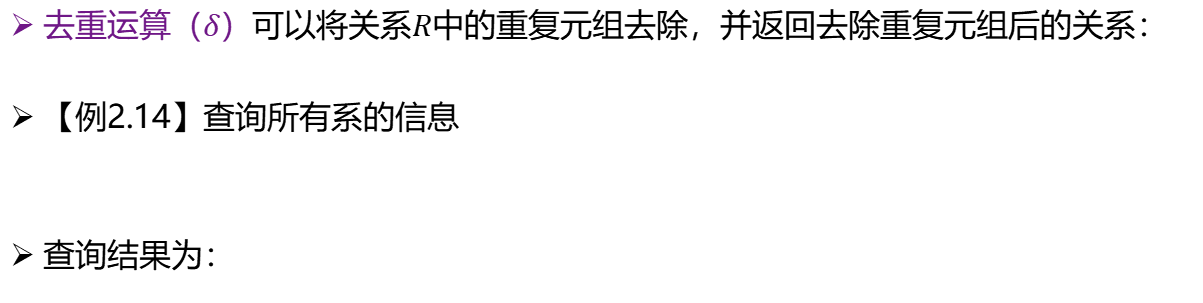 ➢ 去重运算（δ）可以将关系R中的重复元组去除，并返回去除重复元组后的关系：
➢ 【例2.14】查询所有系的信息
➢ 查询结果为：